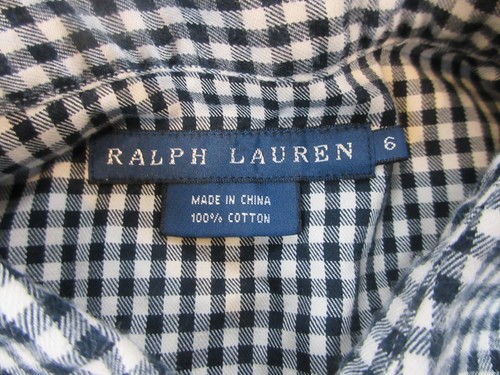 RALPH LAUREN 6
MADE IN CHINA
100% COTTON